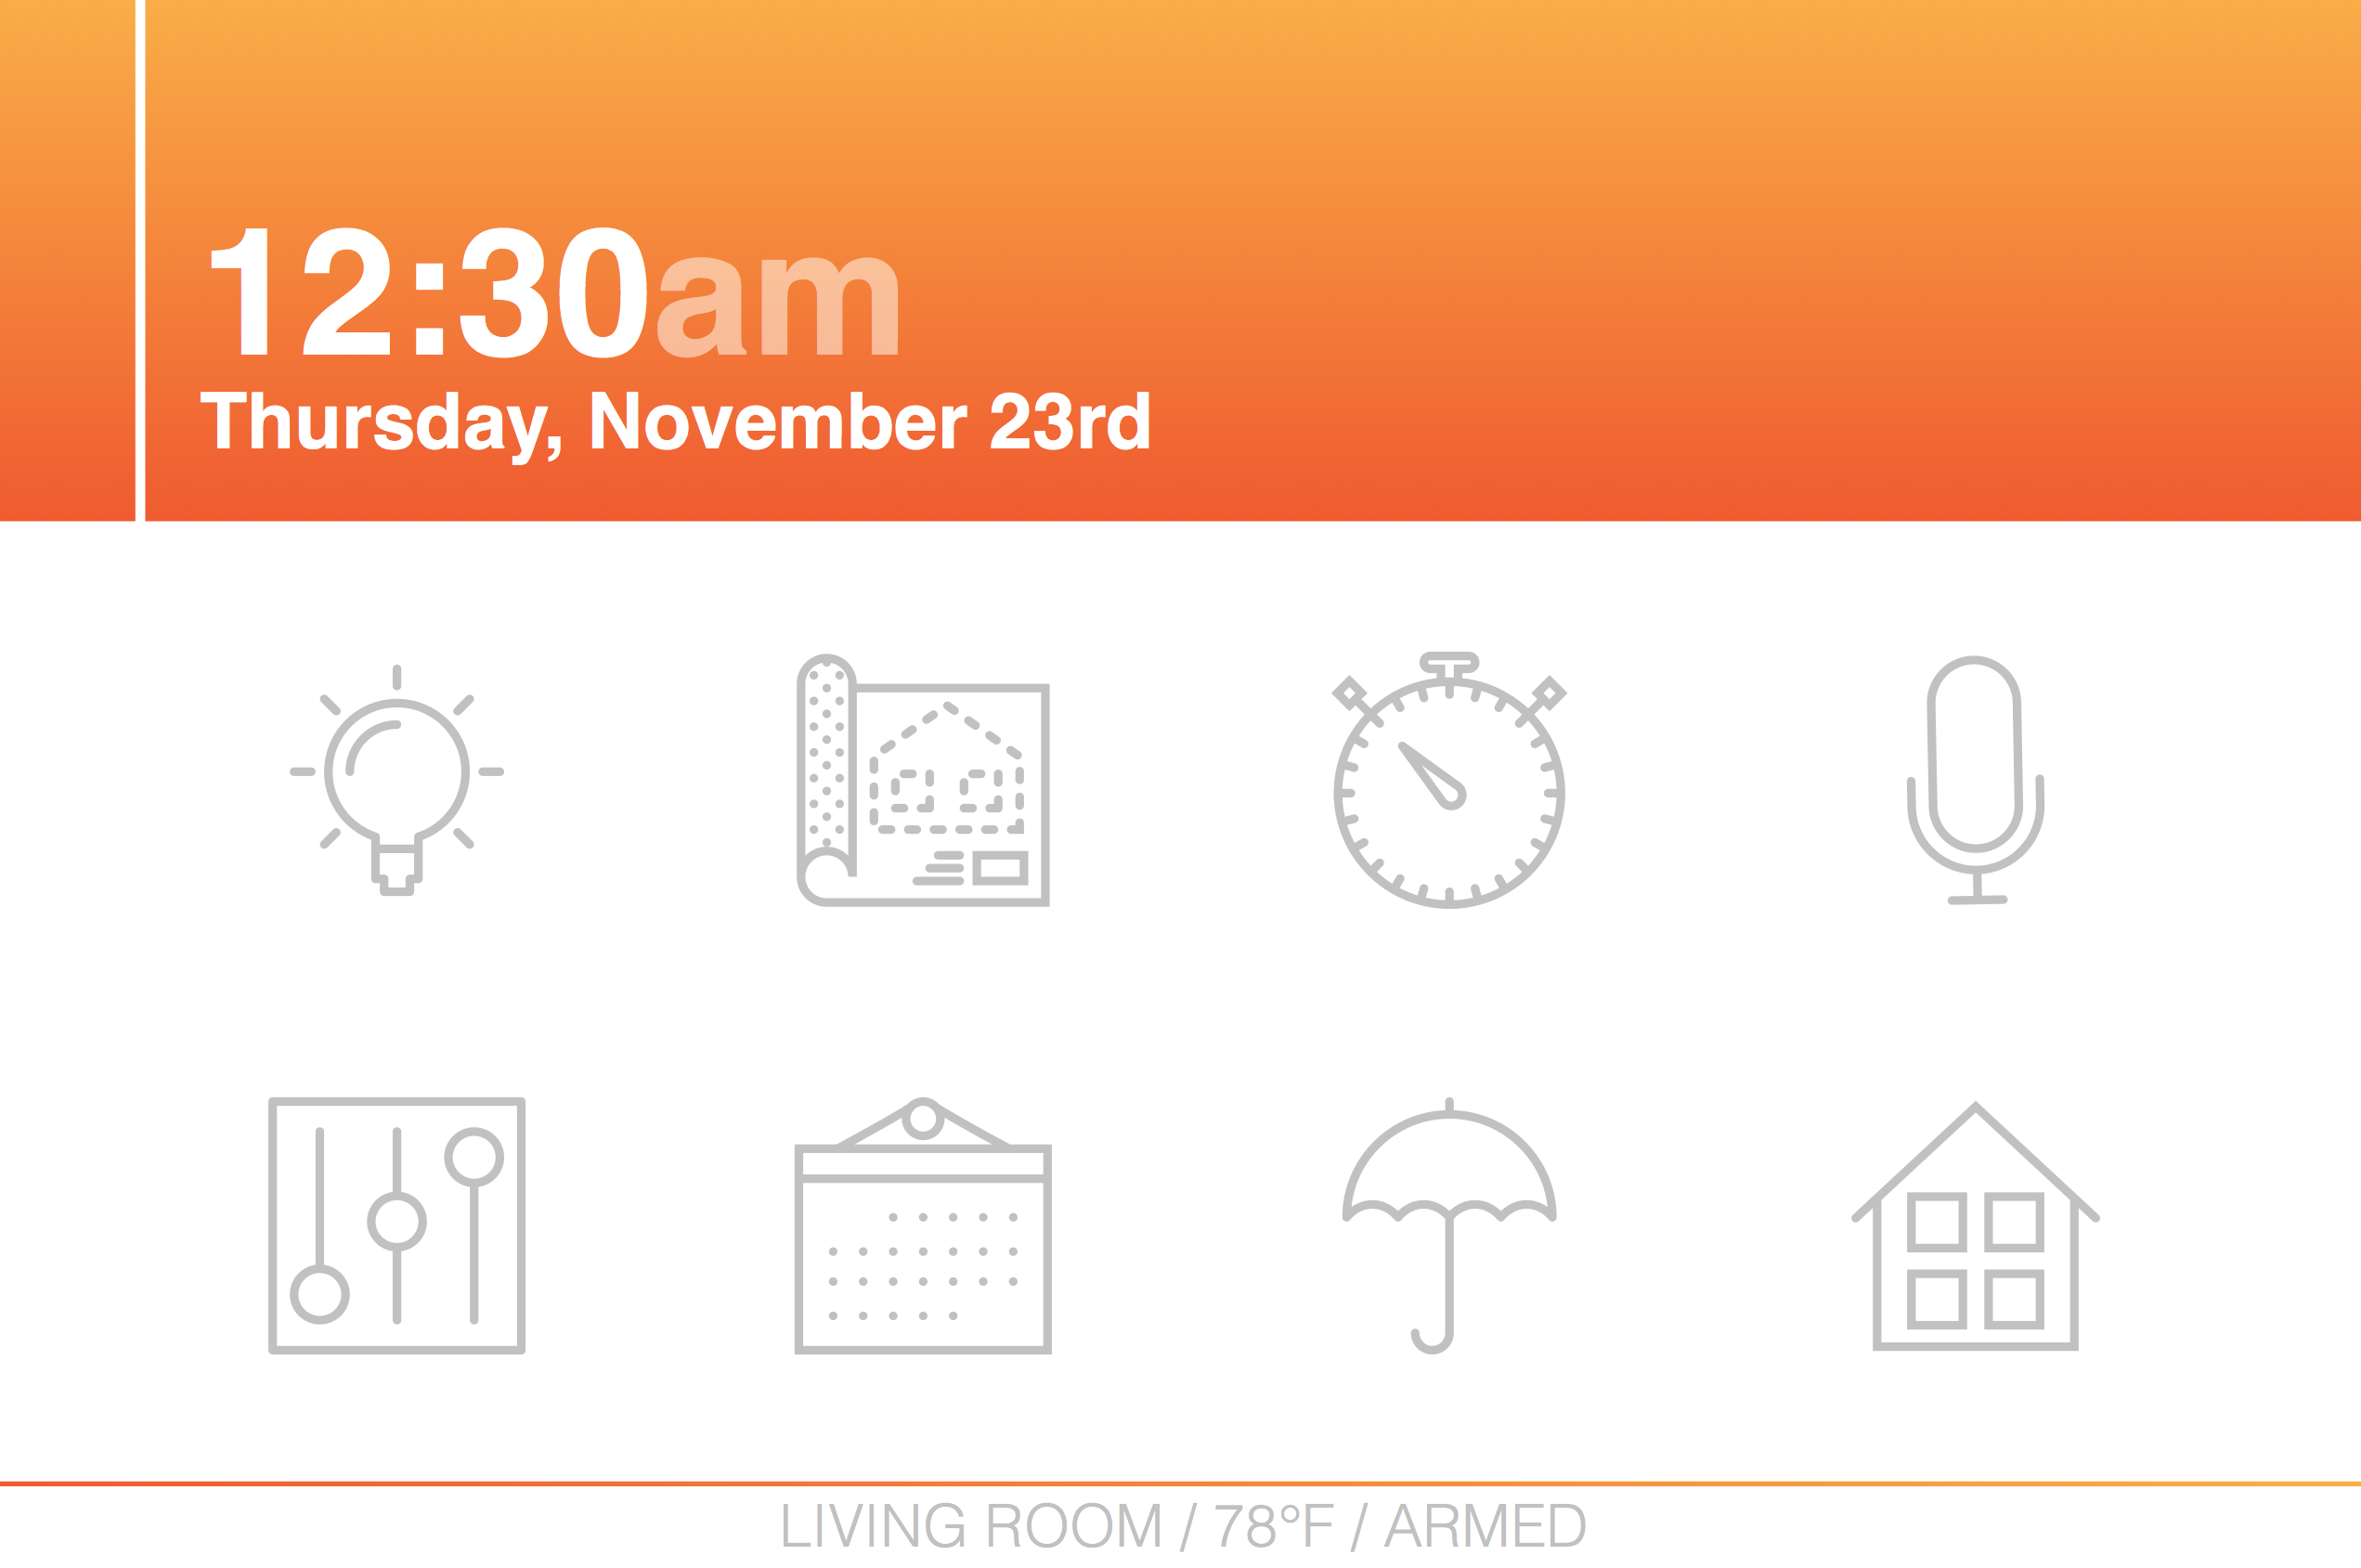 12:30am
Thursday, November 23rd
LIVING ROOM / 78°F / ARMED